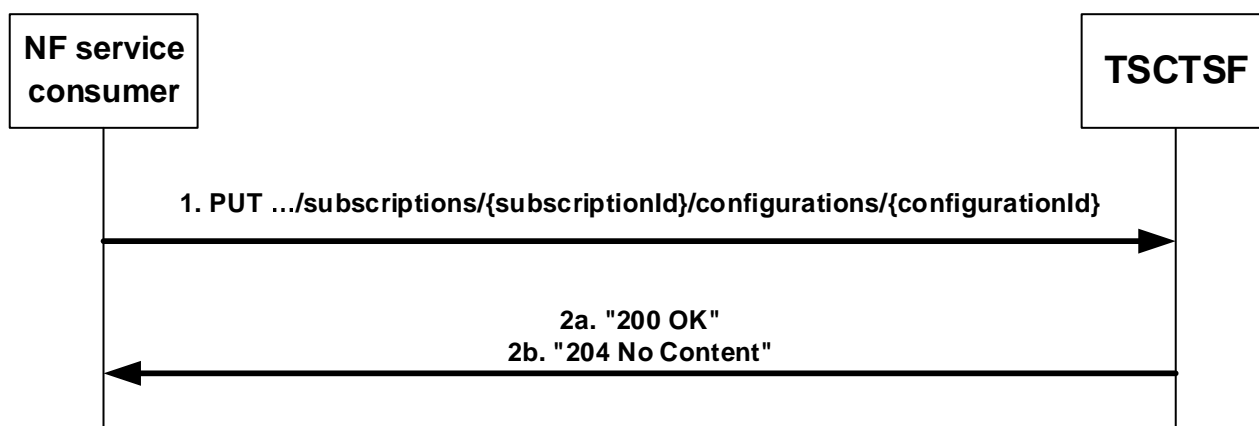 NF service
consumer
TSCTSF
1. PUT …/subscriptions/{subscriptionId}/configurations/{configurationId}
2a. "200 OK"
2b. "204 No Content"